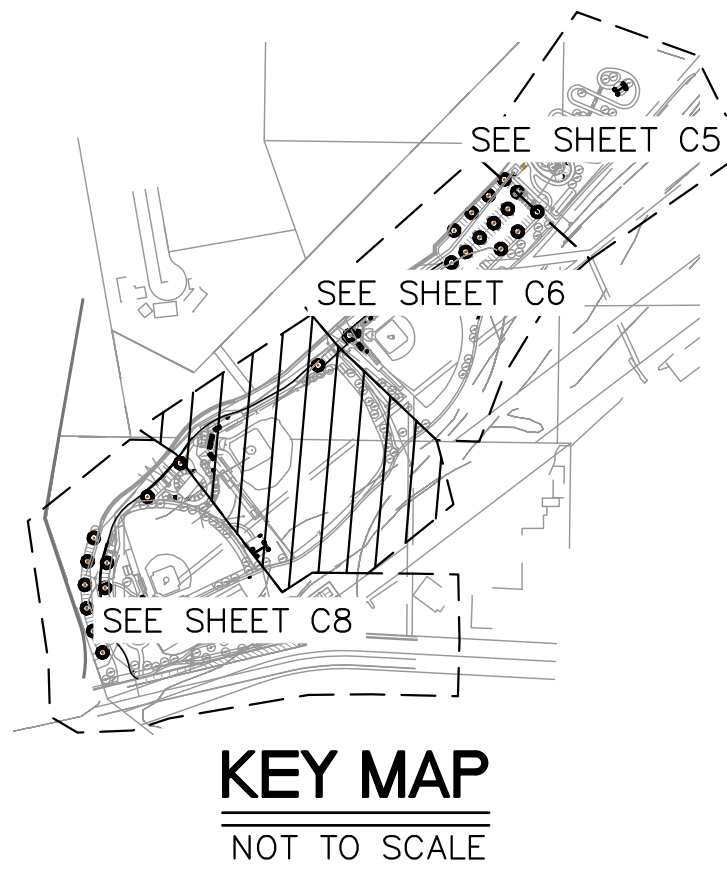 SEE SHEET C5
SEE SHEET C6
SEE SHEET C8
KEY MAP
NOT TO SCALE